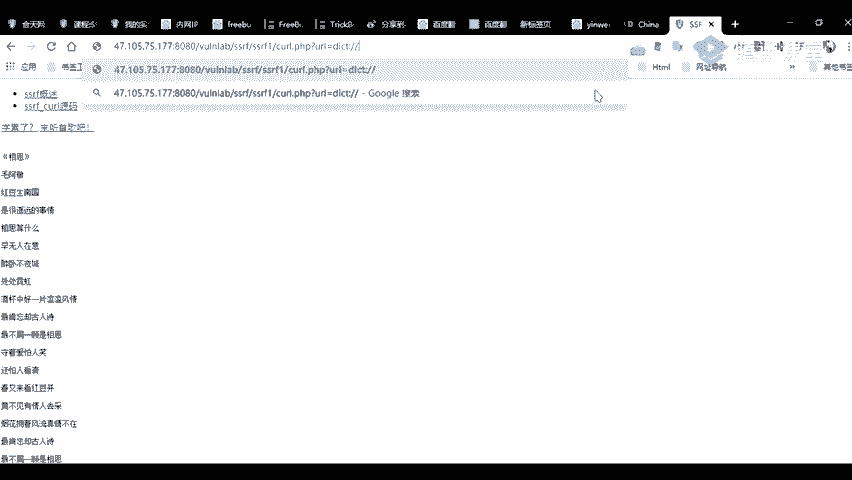 合天网. 课程: 我的实: 内网IP freebu FreeB. TrickB 分享到. 百度翻 百度翻. 新标签页 yinwe China SSF
47.105.75.177:8080/vulnlab/ssrf/ssrf1/curl.php?url=dict://
应用 书签 47.105.75.177:8080/vulnlab/ssrf/ssrf1/curl.php?url=dict:// Html 网址导航 » 其他书签
47.105.75.177:8080/vulnlab/ssrf/ssrf1/curl.php?url=dict:// - Google 搜索
ssrf概述
ssrf_curl源码
学累了？ 来听首歌吧！
《相思》
毛阿敏
红豆生南国
是很遥远的事情
相思算什么
早无人在意
醉卧不夜城
处处霓虹
酒杯中好一片滥滥风情
最肯忘却古人诗
最不屑一顾是相思
守着爱怕人笑
还怕人看清
春又来看红豆开
竟不见有情人去采
烟花拥着风流真情不在
最肯忘却古人诗
最不屑一顾是相思